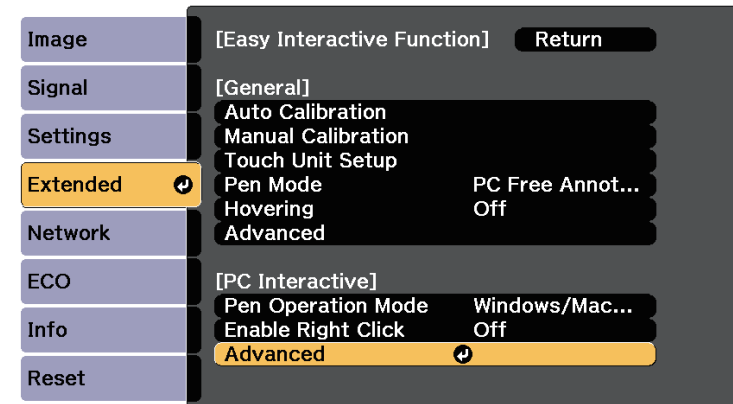 Image
Signal
Settings
Extended
Network
ECO
Info
Reset
[Easy Interactive Function] Return
[General]
Auto Calibration
Manual Calibration
Touch Unit Setup
Pen Mode PC Free Annot...
Hovering Off
Advanced
[PC Interactive]
Pen Operation Mode Windows/Mac...
Enable Right Click Off
Advanced